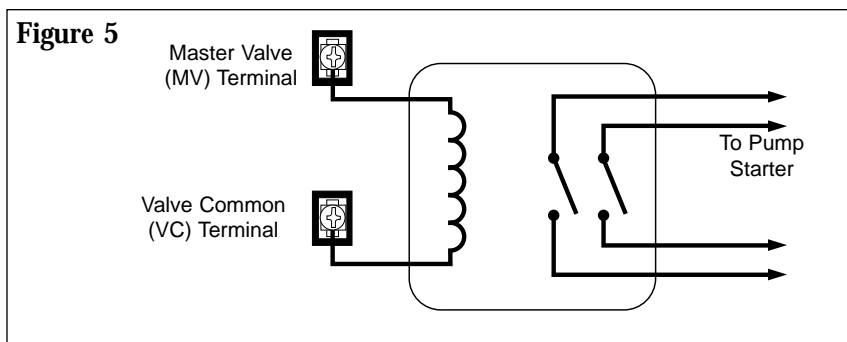 Figure 5
Master Valve
(MV) Terminal
To Pump
Starter
Valve Common
(VC) Terminal